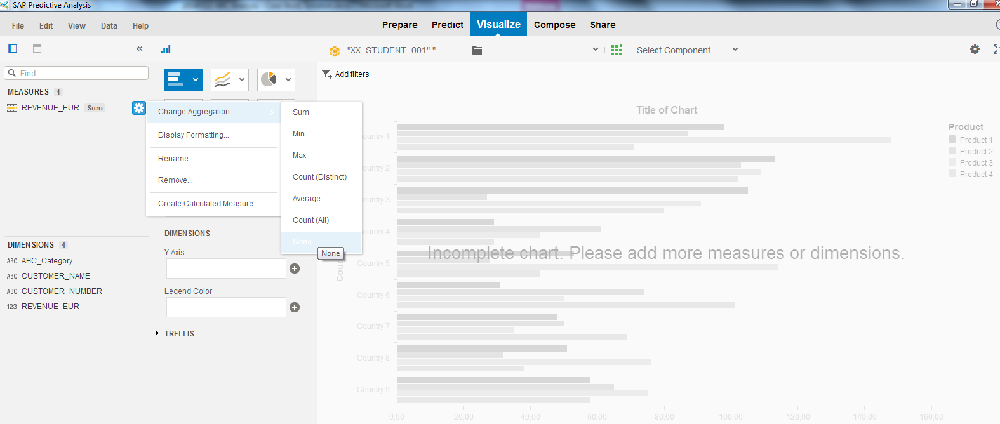 SAP Predictive Analysis
File Edit View Data Help
Prepare Predict Visualize Compose Share
"XX_STUDENT_001"."...
--Select Component--
Find
Add filters
MEASURES 1
REVENUE_EUR Sum
Change Aggregation
Display Formatting...
Rename...
Remove...
Create Calculated Measure
Sum
Min
Max
Count (Distinct)
Average
Count (All)
None
None
DIMENSIONS 4
ABC ABC_Category
ABC CUSTOMER_NAME
ABC CUSTOMER_NUMBER
123 REVENUE_EUR
DIMENSIONS
Y Axis
Legend Color
TRELLIS
Title of Chart
Incomplete chart. Please add more measures or dimensions.
ountry 1
ountry 2
ountry 3
ountry 4
Country 5
Country 6
Country 7
Country 8
Country 9
Coun
0,00 20,00 40,00 60,00 80,00 100,00 120,00 140,00 160,00
Product
Product 1
Product 2
Product 3
Product 4